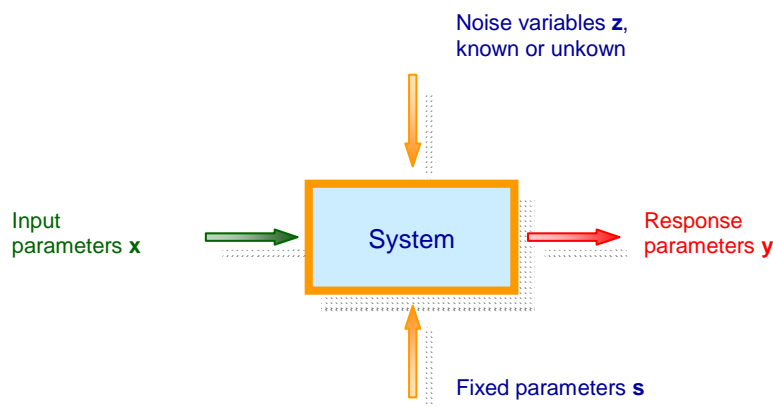 Noise variables z,
known or unkown
Input
parameters x
System
Response
parameters y
Fixed parameters s